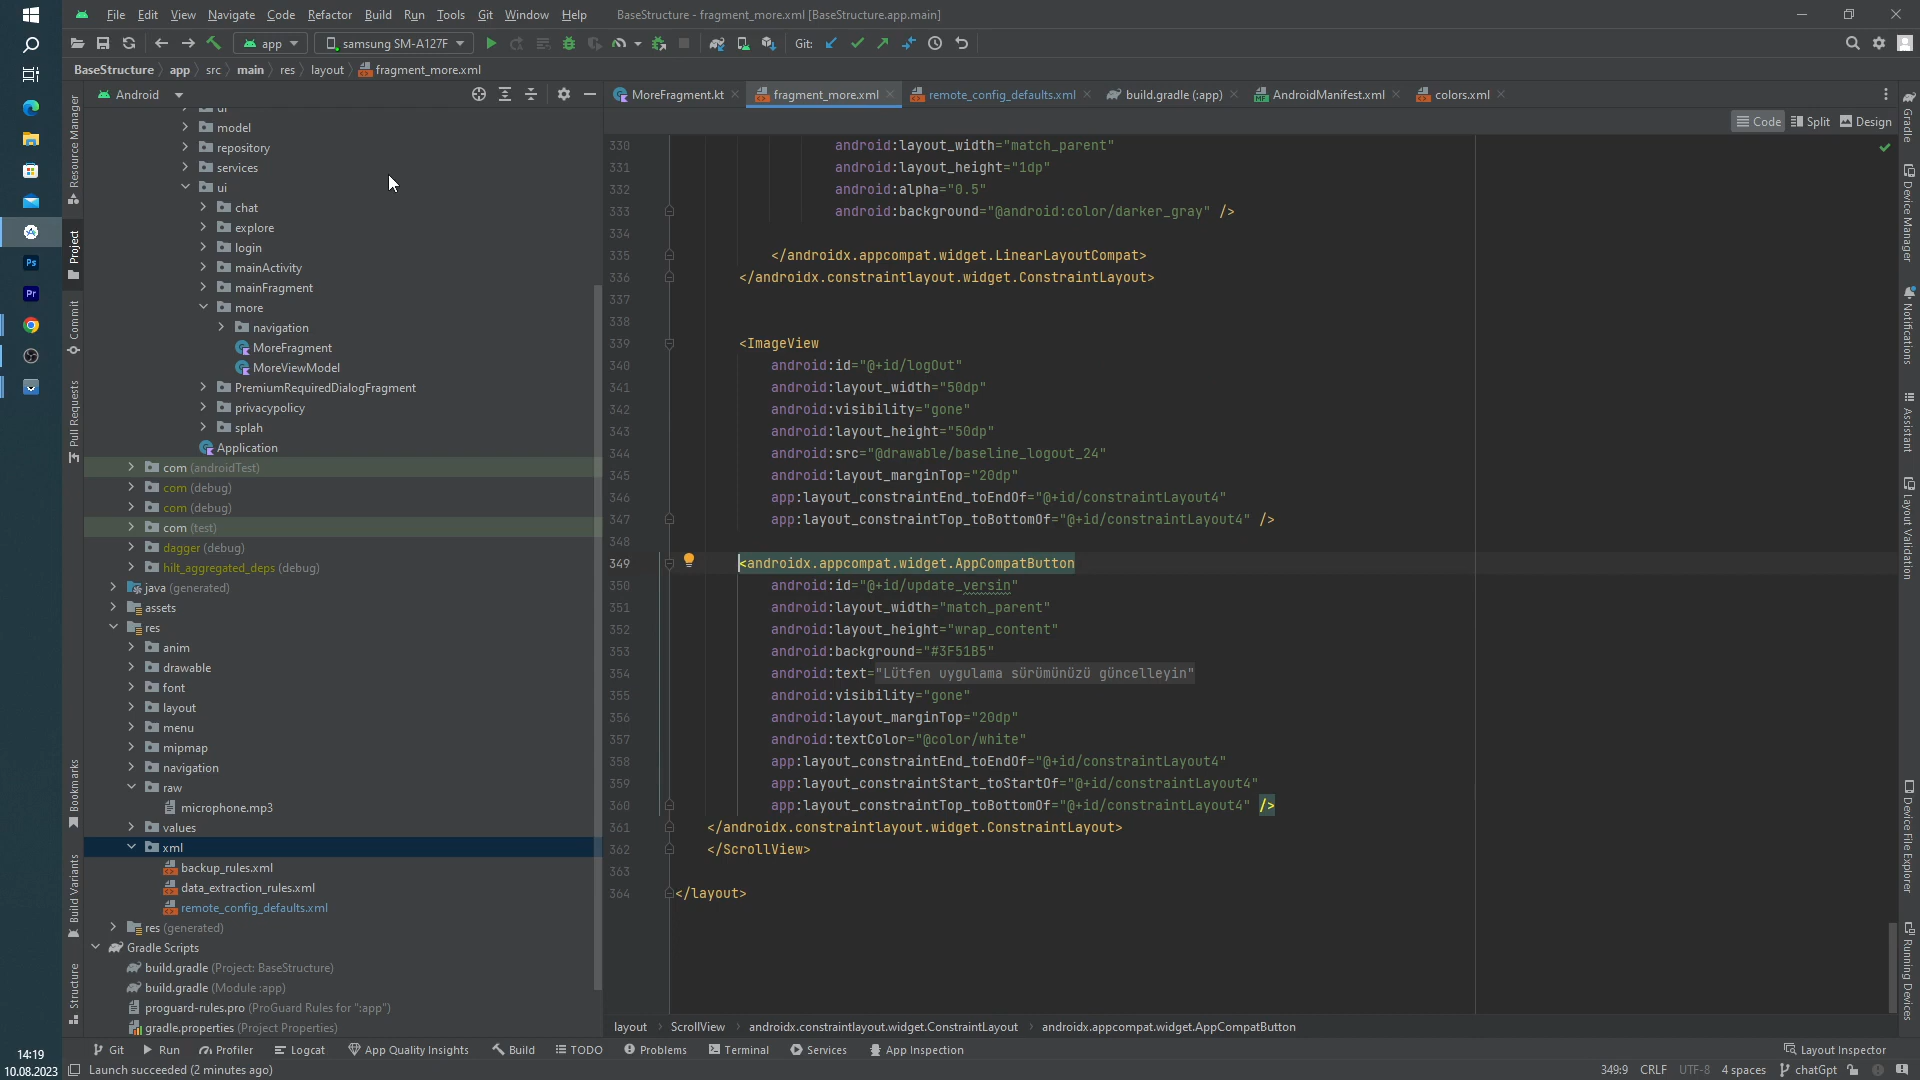 File Edit View Navigate Code Refactor Build Run Tools Git Window Help BaseStructure - fragment_more.xml [BaseStructure.app.main]
app samsung SM-A127F Git:
BaseStructure app src main res layout fragment_more.xml
Android
MoreFragment.kt fragment_more.xml remote_config_defaults.xml build.gradle (:app) AndroidManifest.xml colors.xml
Code Split Design
Resource Manager
Project
Commit
Pull Requests
Bookmarks
Build Variants
Structure
model
repository
services
ui
chat
explore
login
mainActivity
mainFragment
more
navigation
MoreFragment
MoreViewModel
PremiumRequiredDialogFragment
privacypolicy
splah
Application
com (androidTest)
com (debug)
com (debug)
com (test)
dagger (debug)
hilt_aggregated_deps (debug)
java (generated)
assets
res
anim
drawable
font
layout
menu
mipmap
navigation
raw
microphone.mp3
values
xml
backup_rules.xml
data_extraction_rules.xml
remote_config_defaults.xml
res (generated)
Gradle Scripts
build.gradle (Project: BaseStructure)
build.gradle (Module :app)
proguard-rules.pro (ProGuard Rules for ":app")
gradle.properties (Project Properties)
330 android:layout_width="match_parent"
331 android:layout_height="1dp"
332 android:alpha="0.5"
333 android:background="@android:color/darker_gray" />
334
335 </androidx.appcompat.widget.LinearLayoutCompat>
336 </androidx.constraintlayout.widget.ConstraintLayout>
337
338
339 <ImageView
340 android:id="@+id/logOut"
341 android:layout_width="50dp"
342 android:visibility="gone"
343 android:layout_height="50dp"
344 android:src="@drawable/baseline_logout_24"
345 android:layout_marginTop="20dp"
346 app:layout_constraintEnd_toEndOf="@+id/constraintLayout4"
347 app:layout_constraintTop_toBottomOf="@+id/constraintLayout4" />
348
349 <androidx.appcompat.widget.AppCompatButton
350 android:id="@+id/update_versin"
351 android:layout_width="match_parent"
352 android:layout_height="wrap_content"
353 android:background="#3F51B5"
354 android:text="Lütfen uygulama sürümünüzü güncelleyin"
355 android:visibility="gone"
356 android:layout_marginTop="20dp"
357 android:textColor="@color/white"
358 app:layout_constraintEnd_toEndOf="@+id/constraintLayout4"
359 app:layout_constraintStart_toStartOf="@+id/constraintLayout4"
360 app:layout_constraintTop_toBottomOf="@+id/constraintLayout4" />
361 </androidx.constraintlayout.widget.ConstraintLayout>
362 </ScrollView>
363
364 </layout>
Gradle
Device Manager
Notifications
Assistant
Layout Validation
Device File Explorer
Running Devices
layout ScrollView androidx.constraintlayout.widget.ConstraintLayout androidx.appcompat.widget.AppCompatButton
Git Run Profiler Logcat App Quality Insights Build TODO Problems Terminal Services App Inspection Layout Inspector
Launch succeeded (2 minutes ago) 349:9 CRLF UTF-8 4 spaces chatGpt
Ps
Pr
14:19
10.08.2023